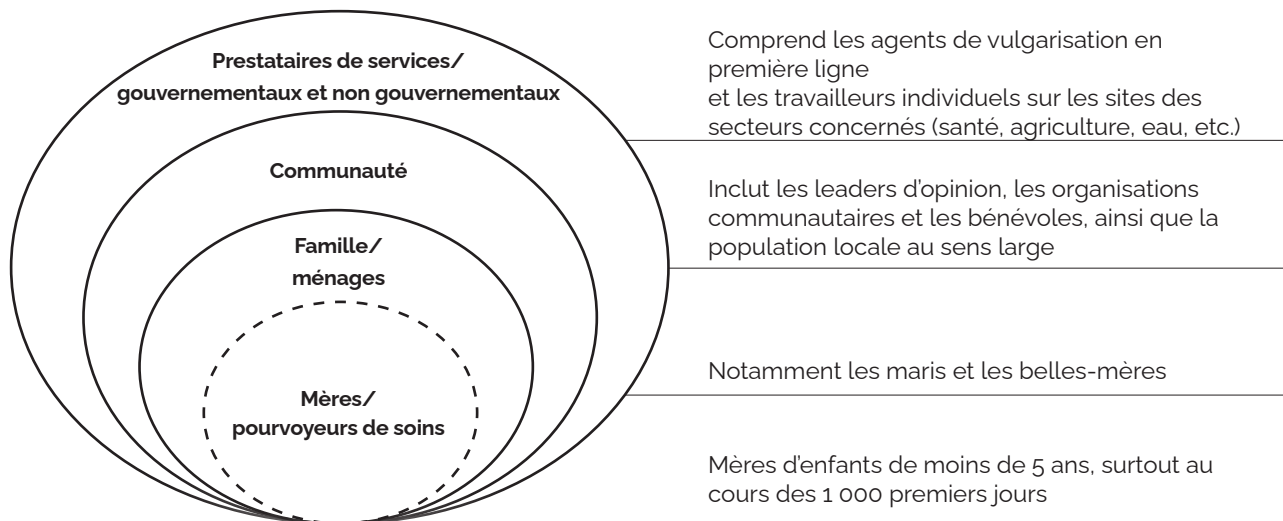 Prestataires de services/
gouvernementaux et non gouvernementaux
Comprend les agents de vulgarisation en
première ligne
et les travailleurs individuels sur les sites des
secteurs concernés (santé, agriculture, eau, etc.)
Communauté
Inclut les leaders d’opinion, les organisations
communautaires et les bénévoles, ainsi que la
population locale au sens large
Famille/
ménages
Notamment les maris et les belles-mères
Mères/
pourvoyeurs de soins
Mères d’enfants de moins de 5 ans, surtout au
cours des 1 000 premiers jours